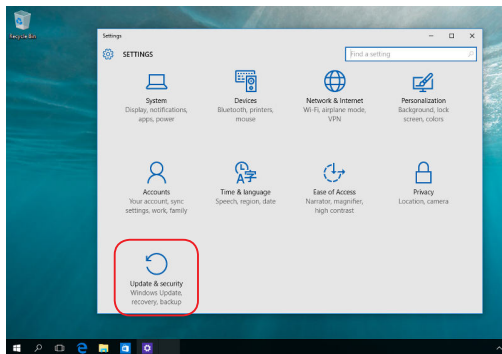 Recycle Bin
Settings
SETTINGS
Find a setting
System
Display, notifications,
apps, power
Devices
Bluetooth, printers,
mouse
Network & Internet
Wi-Fi, airplane mode,
VPN
Personalization
Background, lock
screen, colors
Accounts
Your account, sync
settings, work, family
Time & language
Speech, region, date
Ease of Access
Narrator, magnifier,
high contrast
Privacy
Location, camera
Update & security
Windows Update,
recovery, backup